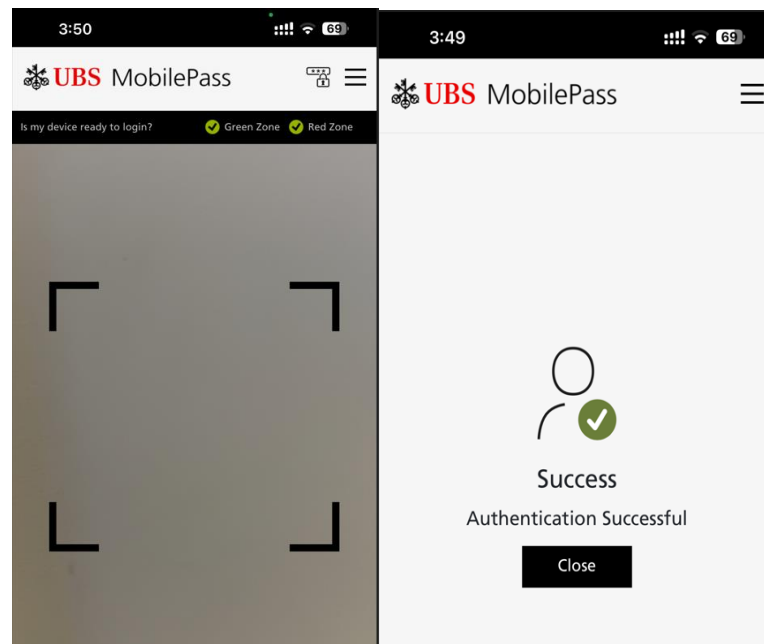 3:50
69
UBS MobilePass
Is my device ready to login?
Green Zone
Red Zone
3:49
69
UBS MobilePass
Success
Authentication Successful
Close